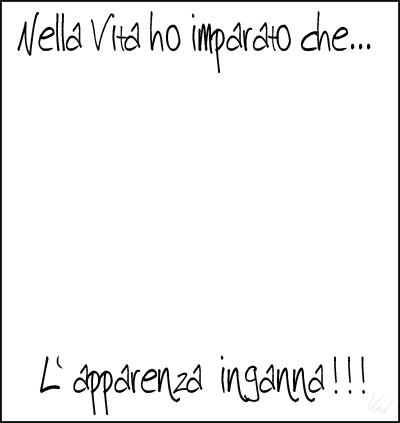 Nella Vita ho imparato che...
L' apparenza inganna!!!